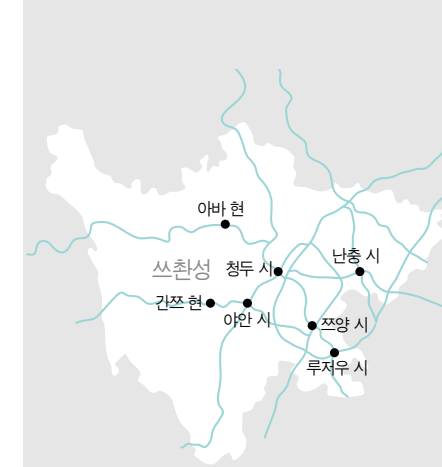 아바 현
난충 시
쓰촨성
청두 시
간쯔 현
야안 시
쯔양 시
루저우 시